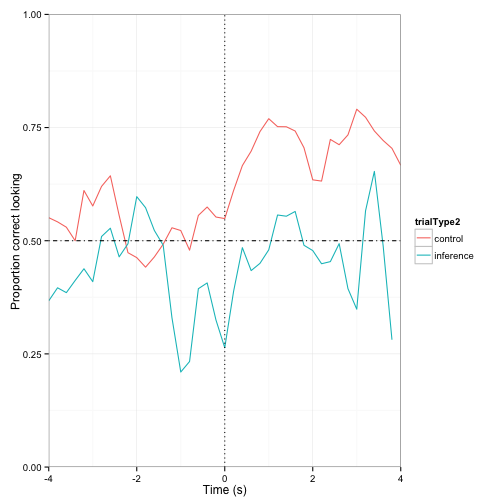 1.00
0.75
0.50
0.25
0.00
Proportion correct looking
-4
-2
0
2
4
Time (s)
trialType2
control
inference